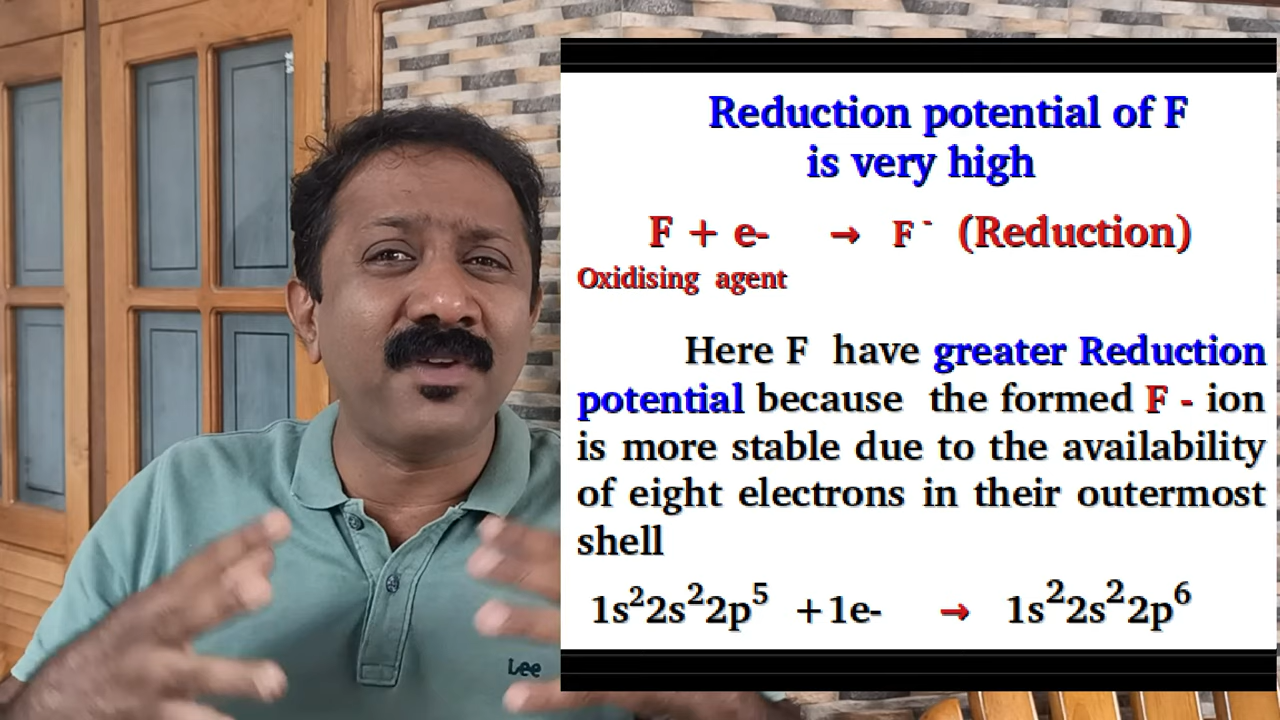 Reduction potential of F
is very high
F + e- → F⁻ (Reduction)
Oxidising agent
Here F have greater Reduction
potential because the formed F - ion
is more stable due to the availability
of eight electrons in their outermost
shell
1s²2s²2p⁵ +1e- → 1s²2s²2p⁶
Lee